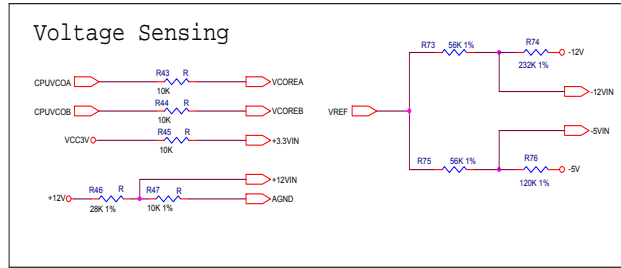 Voltage Sensing
CPUVCOA R43 R VCOREA
10K
CPUVCOB R44 R VCOREB
10K
VCC3V R45 R +3.3VIN
10K
+12VIN
+12V R46 R R47 R AGND
28K 1% 10K 1%
R73 56K 1% R74 -12V
232K 1%
-12VIN
VREF
-5VIN
R75 56K 1% R76 -5V
120K 1%